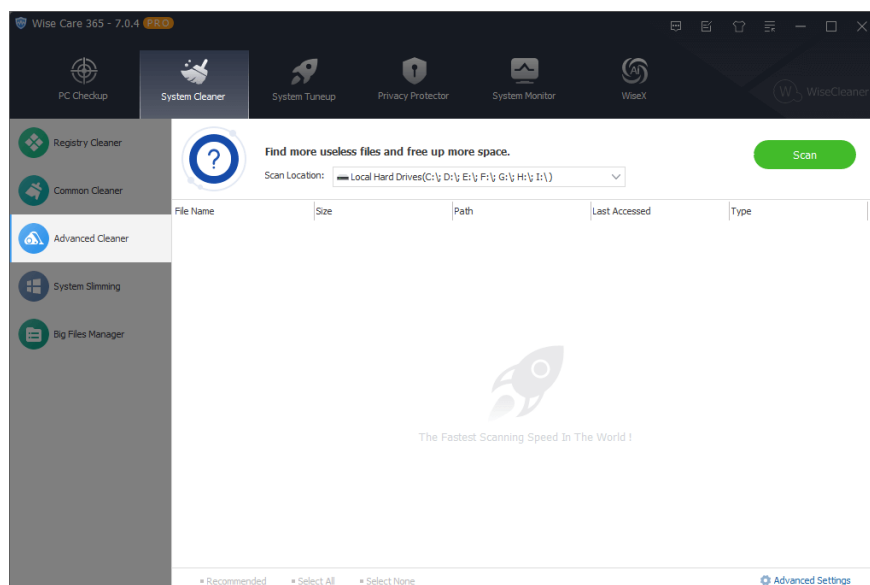 Wise Care 365 - 7.0.4 PRO
PC Checkup
System Cleaner
System Tuneup
Privacy Protector
System Monitor
AI
WiseX
W WiseCleaner
Registry Cleaner
Common Cleaner
Advanced Cleaner
System Slimming
Big Files Manager
?
Find more useless files and free up more space.
Scan Location: Local Hard Drives(C:\; D:\; E:\; F:\; G:\; H:\; I:\)
Scan
File Name Size Path Last Accessed Type
The Fastest Scanning Speed In The World !
Recommended Select All Select None Advanced Settings